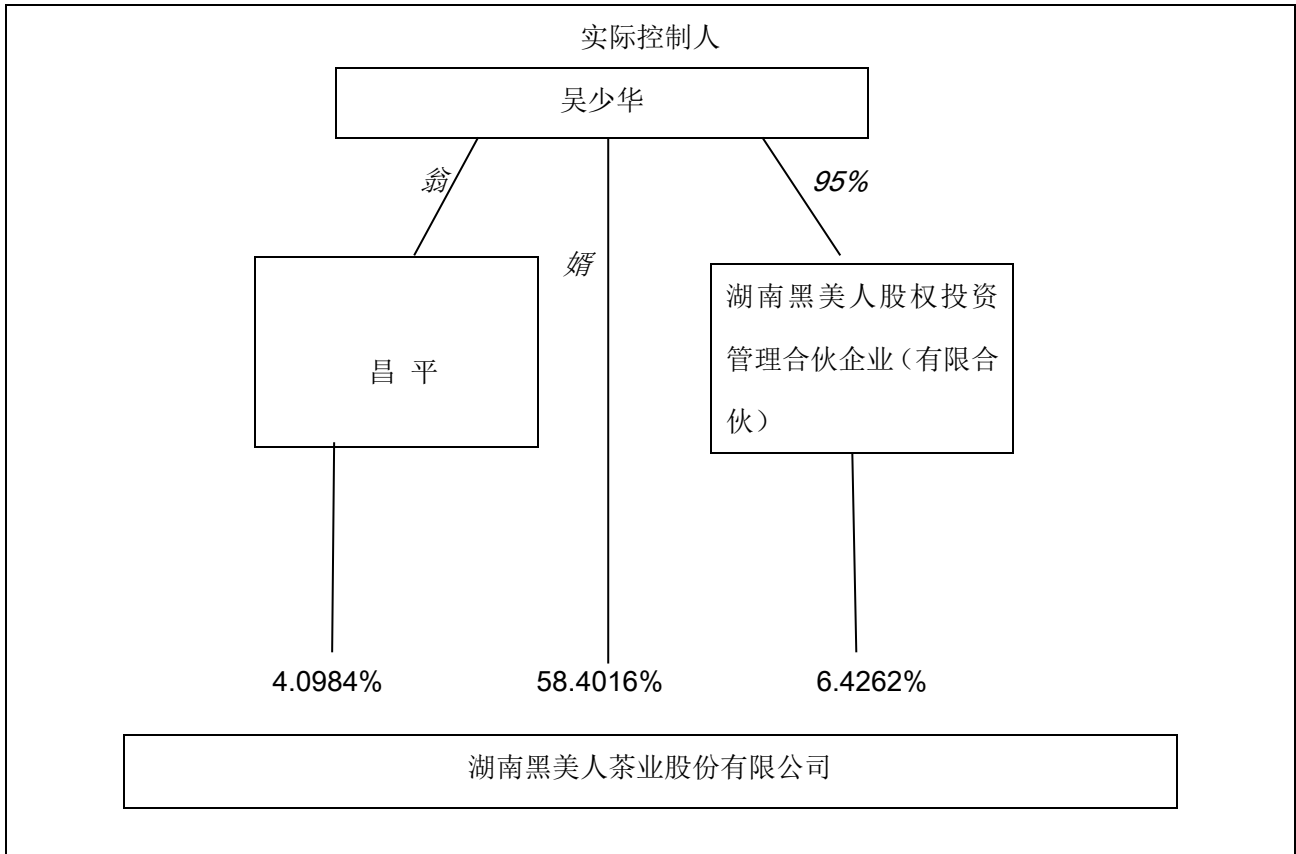 实际控制人
吴少华
翁
95%
婿
湖南黑美人股权投资
管理合伙企业（有限合
伙）
昌 平
4.0984%
58.4016%
6.4262%
湖南黑美人茶业股份有限公司